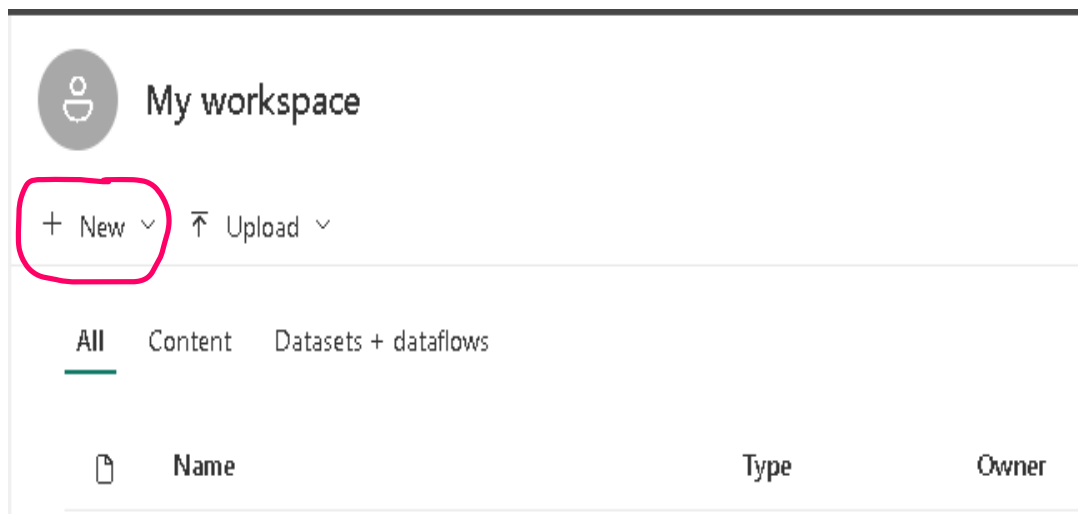 My workspace
+ New Upload
All Content Datasets + dataflows
Name Type Owner